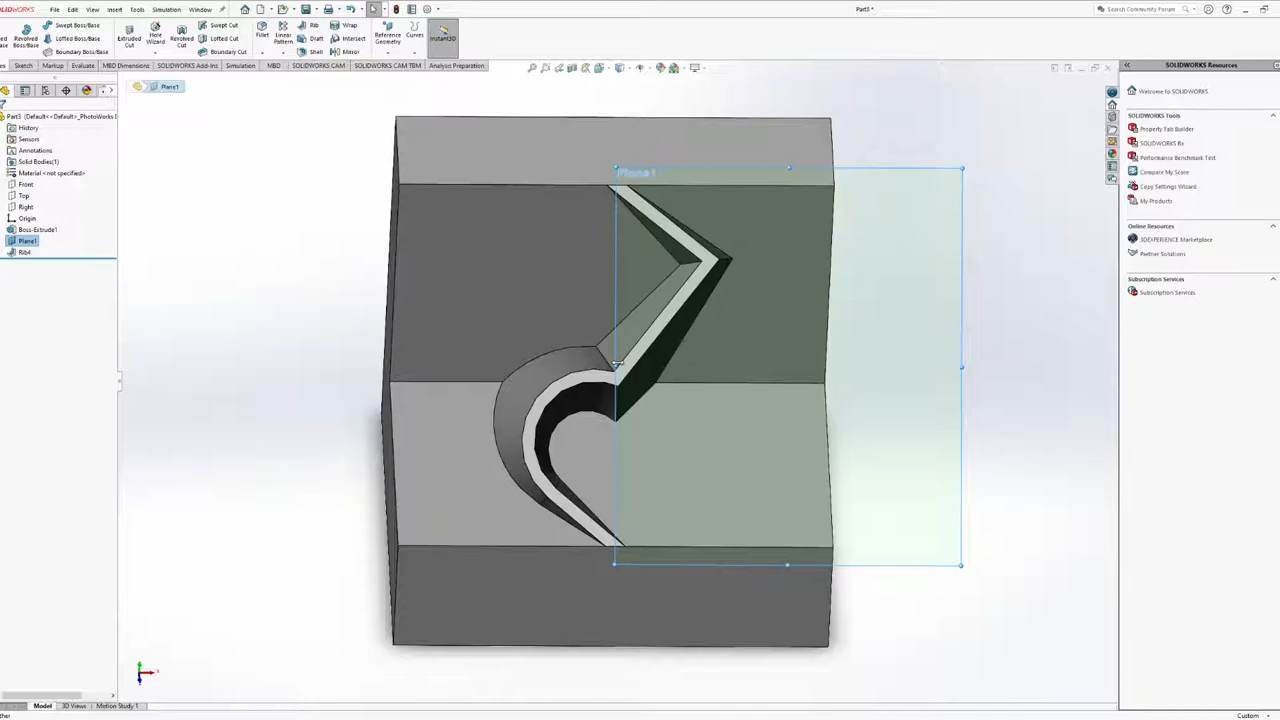 SOLIDWORKS File Edit View Insert Tools Simulation Window
Part3 *
Search Community Forum
Revolved Boss/Base
Swept Boss/Base
Lofted Boss/Base
Boundary Boss/Base
Extruded Cut
Hole Wizard
Revolved Cut
Swept Cut
Lofted Cut
Boundary Cut
Fillet
Linear Pattern
Rib
Draft
Shell
Wrap
Intersect
Mirror
Reference Geometry
Curves
Instant3D
Sketch Markup Evaluate MBD Dimensions SOLIDWORKS Add-Ins Simulation MBD SOLIDWORKS CAM SOLIDWORKS CAM TBM Analysis Preparation
Plane1
Part3 (Default<<Default>_PhotoWorks D
History
Sensors
Annotations
Solid Bodies(1)
Material <not specified>
Front
Top
Right
Origin
Boss-Extrude1
Plane1
Rib4
Plane1
SOLIDWORKS Resources
Welcome to SOLIDWORKS
SOLIDWORKS Tools
Property Tab Builder
SOLIDWORKS Rx
Performance Benchmark Test
Compare My Score
Copy Settings Wizard
My Products
Online Resources
3DEXPERIENCE Marketplace
Partner Solutions
Subscription Services
Subscription Services
Model 3D Views Motion Study 1
Custom